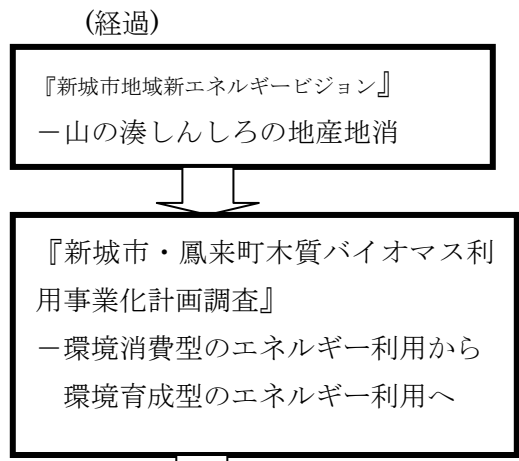 (経過)
『新城市地域新エネルギービジョン』
－山の湊しんしろの地産地消
『新城市・鳳来町木質バイオマス利
用事業化計画調査』
－環境消費型のエネルギー利用から
環境育成型のエネルギー利用へ